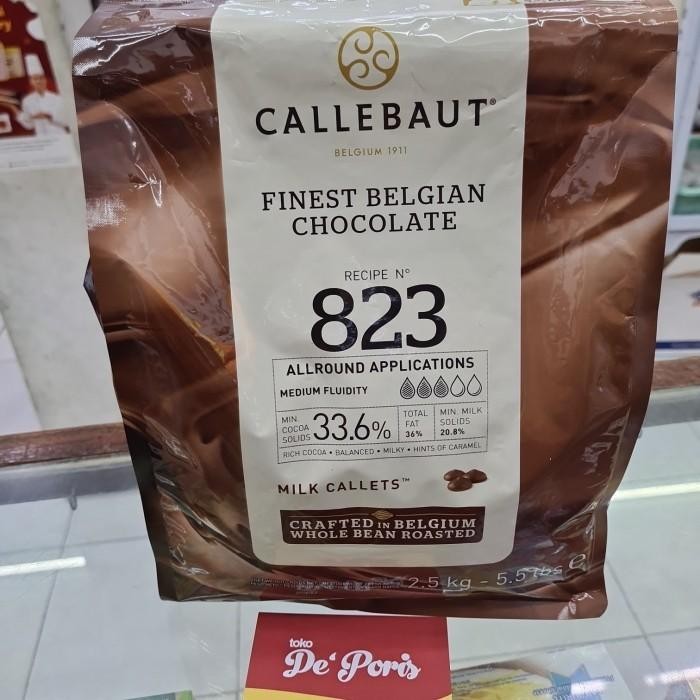 CALLEBAUT®
BELGIUM 1911
FINEST BELGIAN
CHOCOLATE
RECIPE N°
823
ALLROUND APPLICATIONS
MEDIUM FLUIDITY
MIN.
COCOA
SOLIDS
33.6%
TOTAL
FAT
36%
MIN. MILK
SOLIDS
20.8%
RICH COCOA • BALANCED • MILKY • HINTS OF CARAMEL
MILK CALLETS™
CRAFTED IN BELGIUM
WHOLE BEAN ROASTED
2.5 kg - 5.5 lbs e
toko
De' Poris